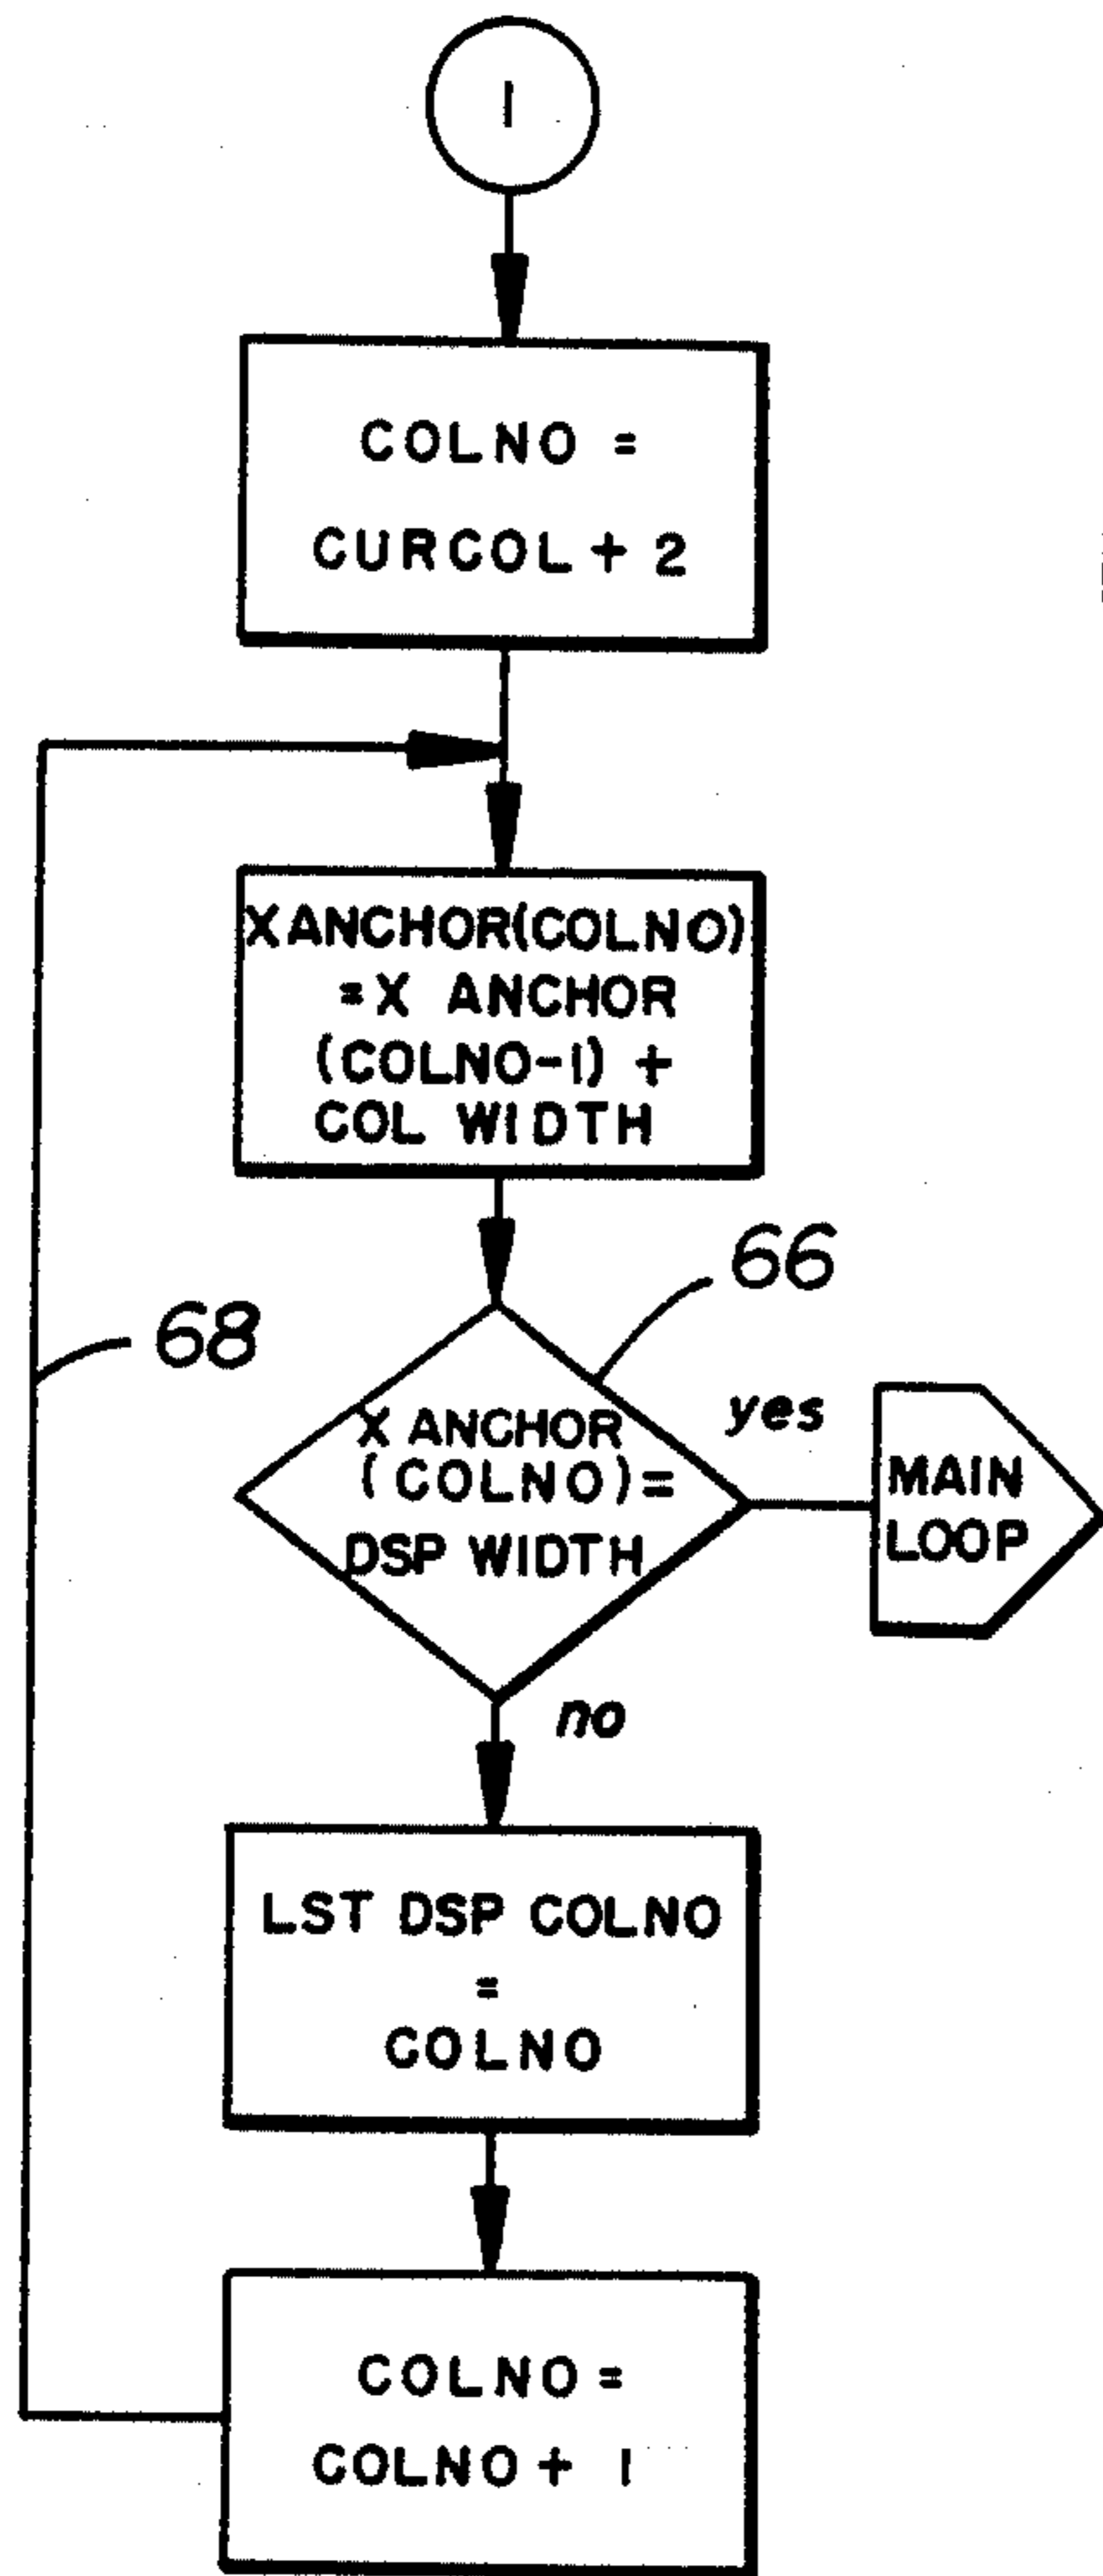 1
COLNO =
CURCOL + 2
X ANCHOR(COLNO)
= X ANCHOR
(COLNO-1) +
COL WIDTH
66
68
X ANCHOR
(COLNO) =
DSP WIDTH
yes
MAIN
LOOP
no
LST DSP COLNO
=
COLNO
COLNO =
COLNO + 1